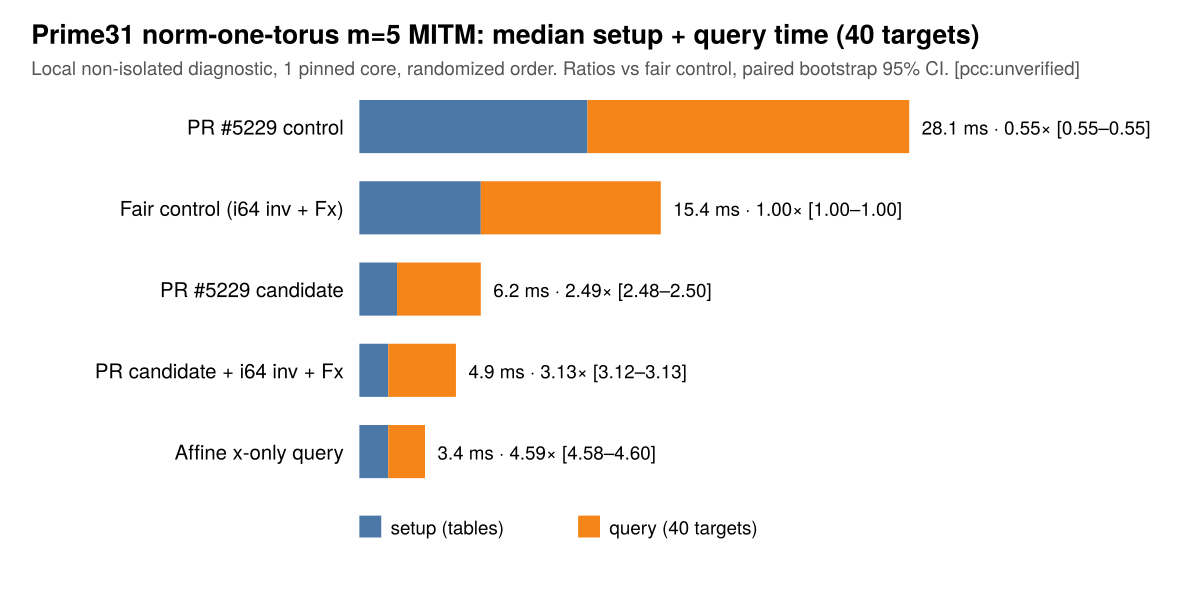 Prime31 norm-one-torus m=5 MITM: median setup + query time (40 targets)
Local non-isolated diagnostic, 1 pinned core, randomized order. Ratios vs fair control, paired bootstrap 95% CI. [pcc:unverified]
PR #5229 control
28.1 ms · 0.55× [0.55–0.55]
Fair control (i64 inv + Fx)
15.4 ms · 1.00× [1.00–1.00]
PR #5229 candidate
6.2 ms · 2.49× [2.48–2.50]
PR candidate + i64 inv + Fx
4.9 ms · 3.13× [3.12–3.13]
Affine x-only query
3.4 ms · 4.59× [4.58–4.60]
setup (tables)
query (40 targets)